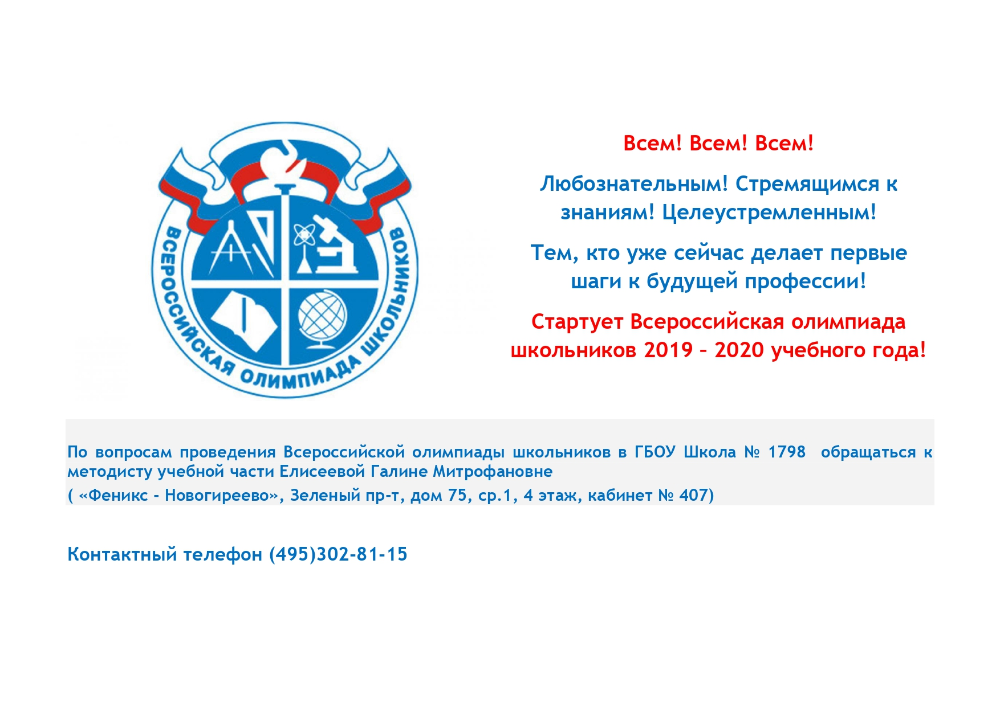 ВСЕРОССИЙСКАЯ ОЛИМПИАДА ШКОЛЬНИКОВ
Всем! Всем! Всем!
Любознательным! Стремящимся к
знаниям! Целеустремленным!
Тем, кто уже сейчас делает первые
шаги к будущей профессии!
Стартует Всероссийская олимпиада
школьников 2019 – 2020 учебного года!
По вопросам проведения Всероссийской олимпиады школьников в ГБОУ Школа № 1798 обращаться к
методисту учебной части Елисеевой Галине Митрофановне
( «Феникс - Новогиреево», Зеленый пр-т, дом 75, ср.1, 4 этаж, кабинет № 407)
Контактный телефон (495)302-81-15